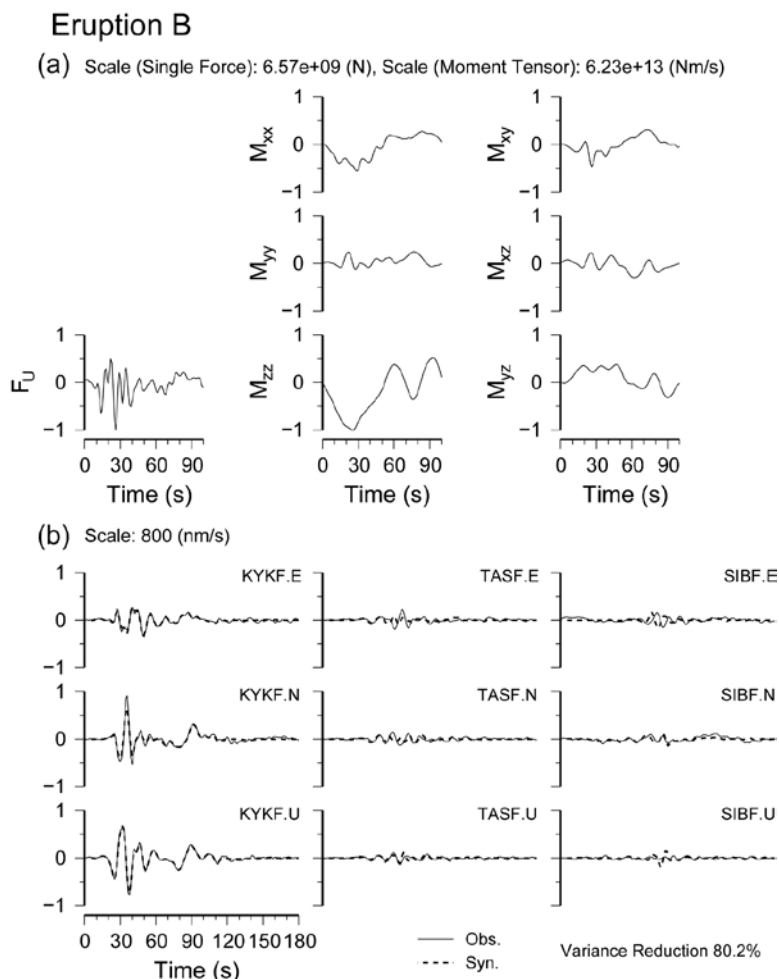 Eruption B
(a) Scale (Single Force): 6.57e+09 (N), Scale (Moment Tensor): 6.23e+13 (Nm/s)
1
0
−1
Mxx
1
0
−1
Mxy
1
0
−1
Myy
1
0
−1
Mxz
1
0
−1
FU
1
0
−1
Mzz
1
0
−1
Myz
0 30 60 90
0 30 60 90
0 30 60 90
Time (s)
Time (s)
Time (s)
(b) Scale: 800 (nm/s)
1
0
−1
KYKF.E
TASF.E
SIBF.E
1
0
−1
KYKF.N
TASF.N
SIBF.N
1
0
−1
KYKF.U
TASF.U
SIBF.U
0 30 60 90 120 150 180
Time (s)
Obs.
Syn.
Variance Reduction 80.2%